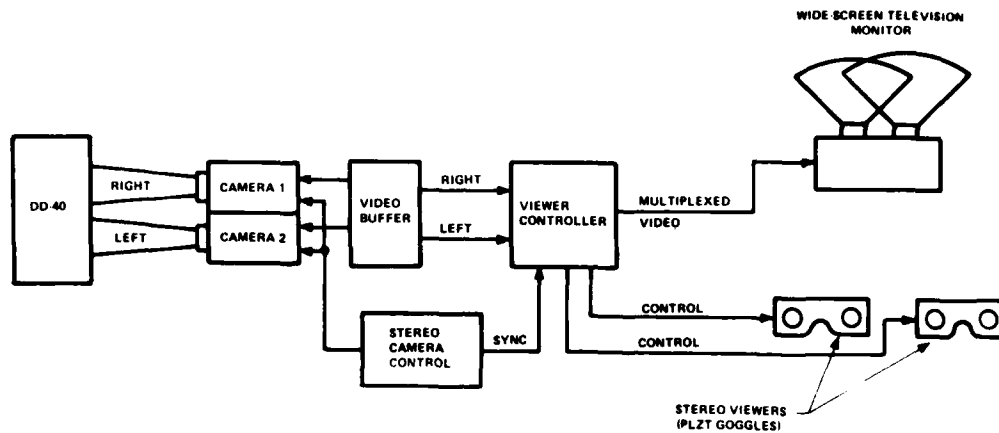 WIDE-SCREEN TELEVISION
MONITOR
DD-40
RIGHT
LEFT
CAMERA 1
CAMERA 2
VIDEO
BUFFER
RIGHT
LEFT
VIEWER
CONTROLLER
MULTIPLEXED
VIDEO
STEREO
CAMERA
CONTROL
SYNC
CONTROL
CONTROL
STEREO VIEWERS
(PLZT GOGGLES)